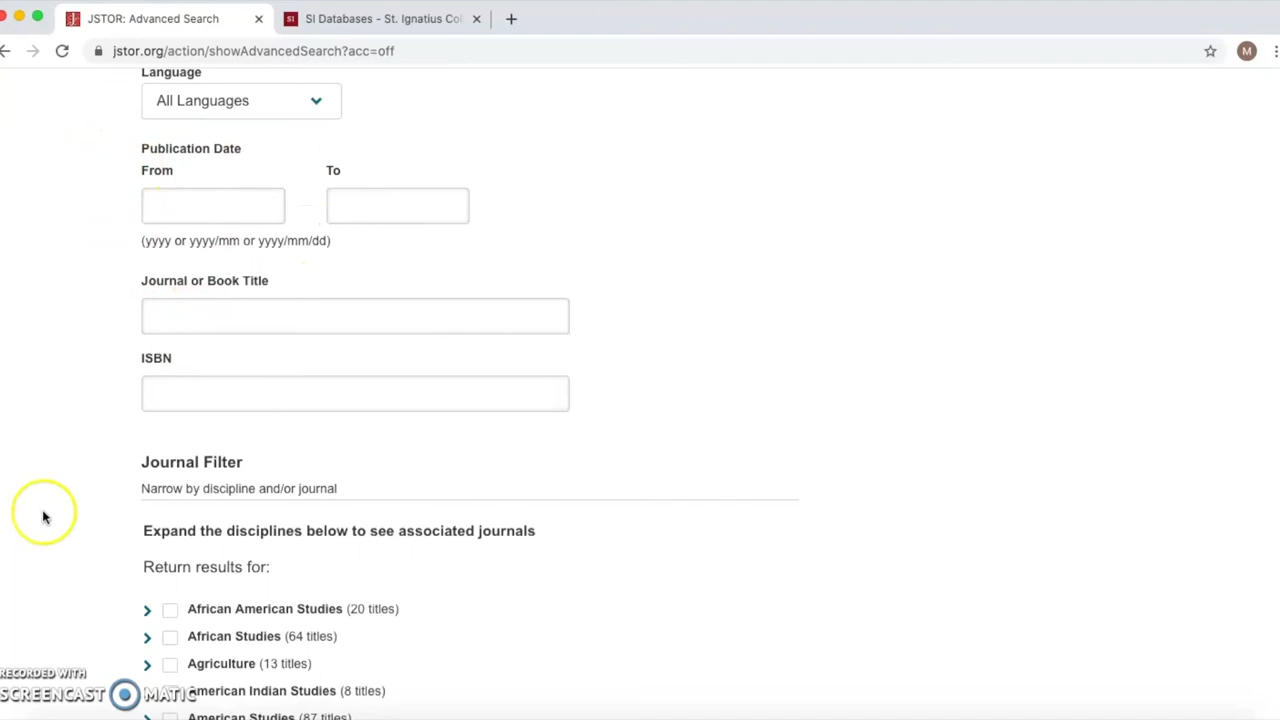 JSTOR: Advanced Search
SI Databases - St. Ignatius Col
jstor.org/action/showAdvancedSearch?acc=off
M
Language
All Languages
Publication Date
From To
(yyyy or yyyy/mm or yyyy/mm/dd)
Journal or Book Title
ISBN
Journal Filter
Narrow by discipline and/or journal
Expand the disciplines below to see associated journals
Return results for:
African American Studies (20 titles)
African Studies (64 titles)
Agriculture (13 titles)
American Indian Studies (8 titles)
American Studies (87 titles)
RECORDED WITH
SCREENCAST MATIC